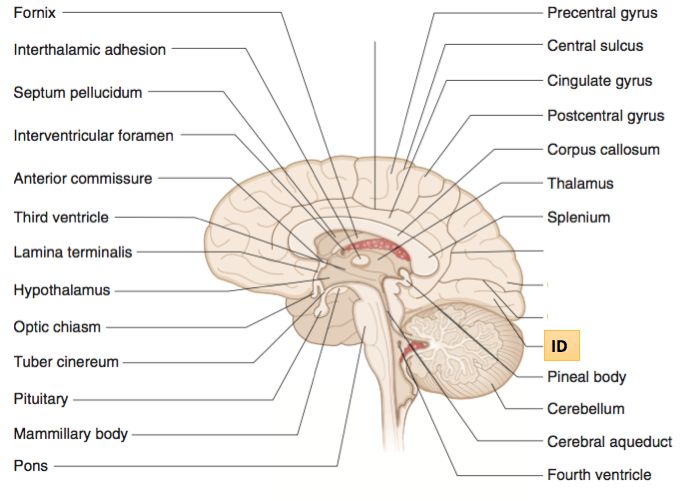 Fornix
Interthalamic adhesion
Septum pellucidum
Interventricular foramen
Anterior commissure
Third ventricle
Lamina terminalis
Hypothalamus
Optic chiasm
Tuber cinereum
Pituitary
Mammillary body
Pons
Precentral gyrus
Central sulcus
Cingulate gyrus
Postcentral gyrus
Corpus callosum
Thalamus
Splenium
ID
Pineal body
Cerebellum
Cerebral aqueduct
Fourth ventricle